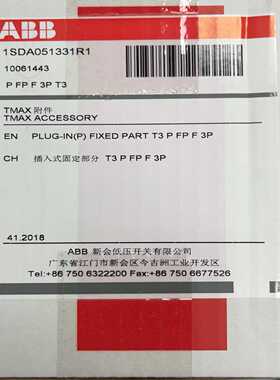 ABB
1SDA051331R1
10061443
P FP F 3P T3
TMAX 附件
TMAX ACCESSORY
EN PLUG-IN(P) FIXED PART T3 P FP F 3P
CH 插入式固定部分 T3 P FP F 3P
41.2018
ABB 新会低压开关有限公司
广东省江门市新会区今古洲工业开发区
Tel:+86 750 6322200 Fax:+86 750 6677526